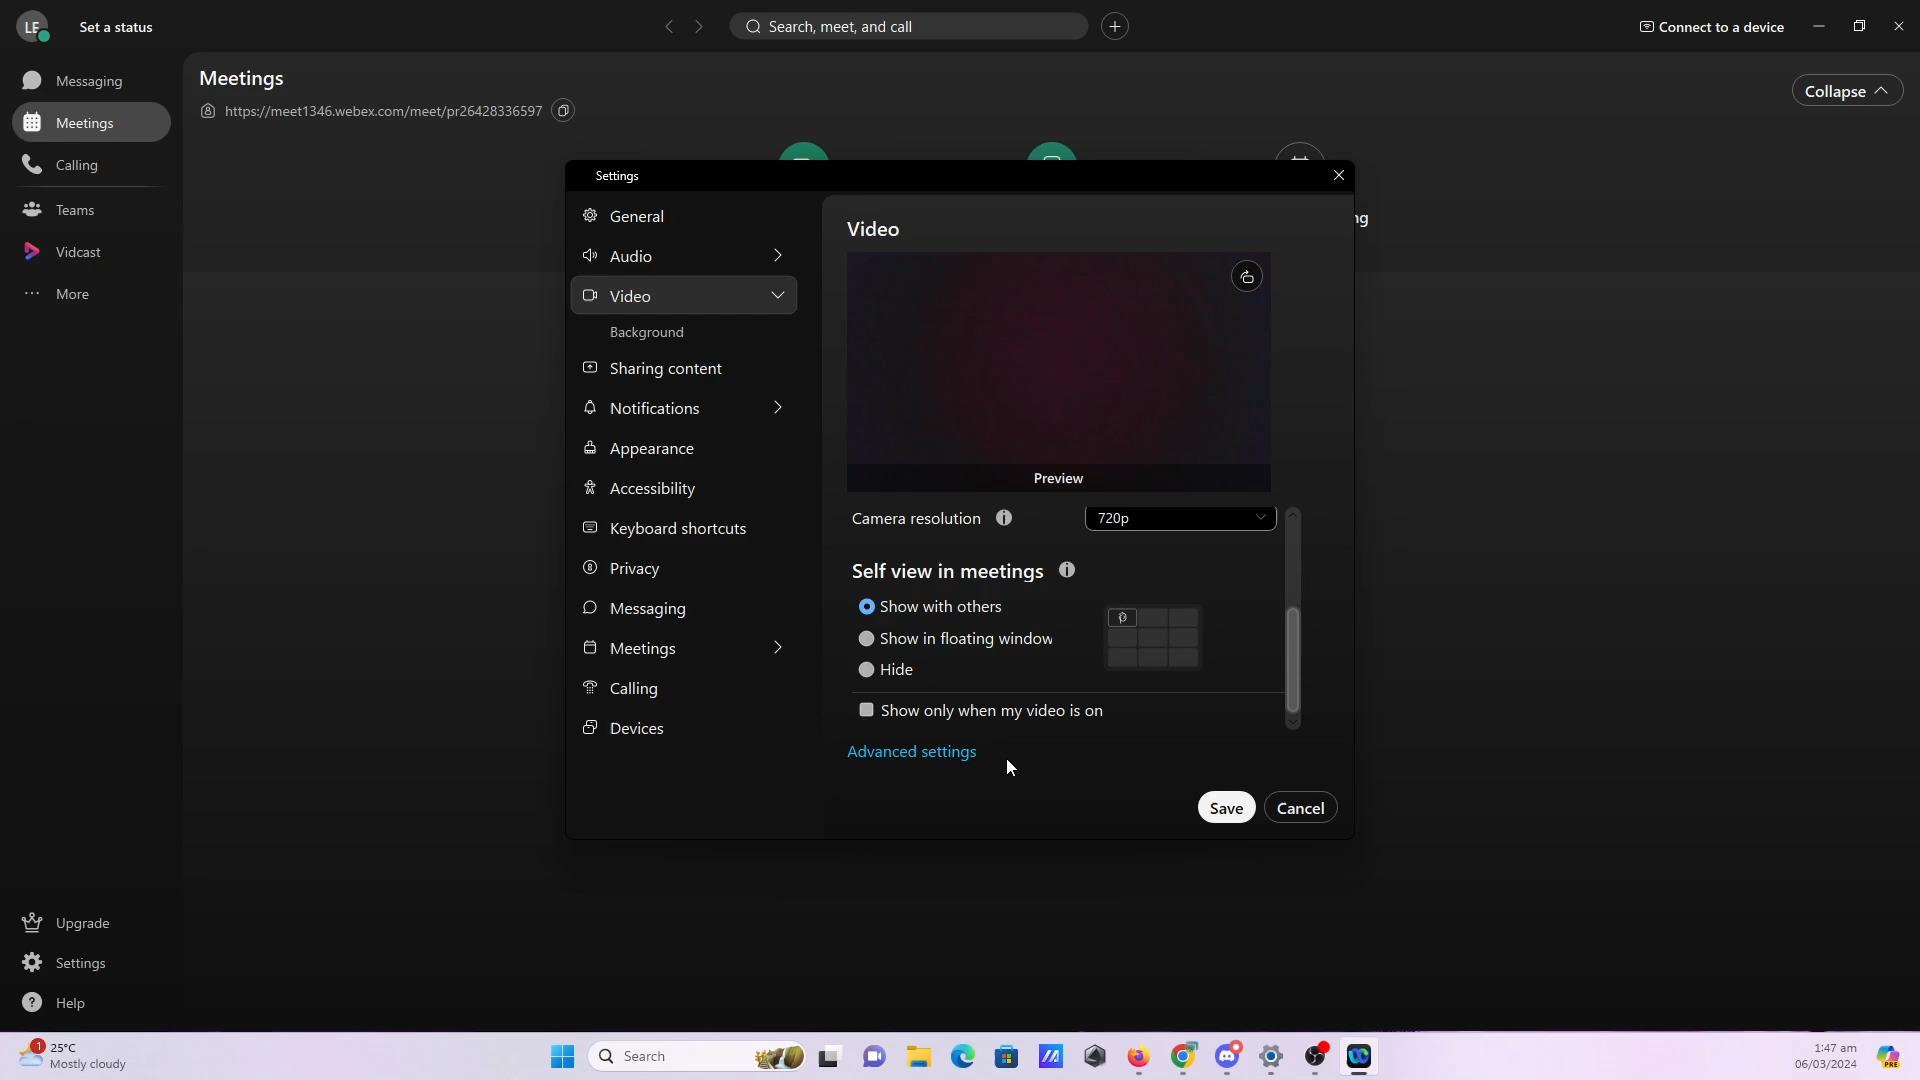 LE
Set a status
Search, meet, and call
Connect to a device
Messaging
Meetings
Calling
Teams
Vidcast
More
Upgrade
Settings
Help
Meetings
https://meet1346.webex.com/meet/pr26428336597
Collapse
ng
Settings
General
Audio
Video
Background
Sharing content
Notifications
Appearance
Accessibility
Keyboard shortcuts
Privacy
Messaging
Meetings
Calling
Devices
Video
Preview
Camera resolution
720p
Self view in meetings
Show with others
Show in floating window
Hide
Show only when my video is on
Advanced settings
Save
Cancel
1
25°C
Mostly cloudy
Search
1:47 am
06/03/2024
PRE